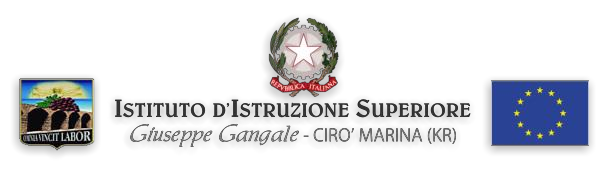 REPVBBLICA ITALIANA
OMNIA VINCIT LABOR
ISTITUTO D'ISTRUZIONE SUPERIORE
Giuseppe Gangale - CIRO' MARINA (KR)